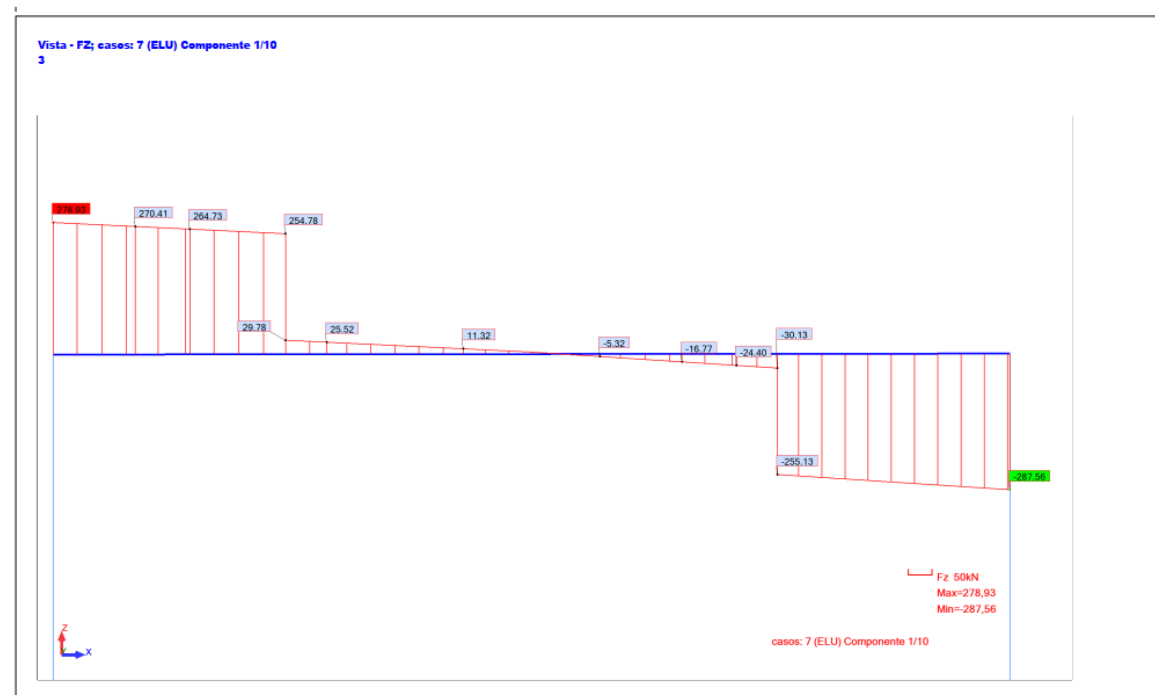 Vista - FZ; casos: 7 (ELU) Componente 1/10
3
278.93
270.41
264.73
254.78
29.78
25.52
11.32
-5.32
-16.77
-24.40
-30.13
-255.13
-287.56
Fz 50kN
Max=278,93
Min=-287,56
casos: 7 (ELU) Componente 1/10
Z
X